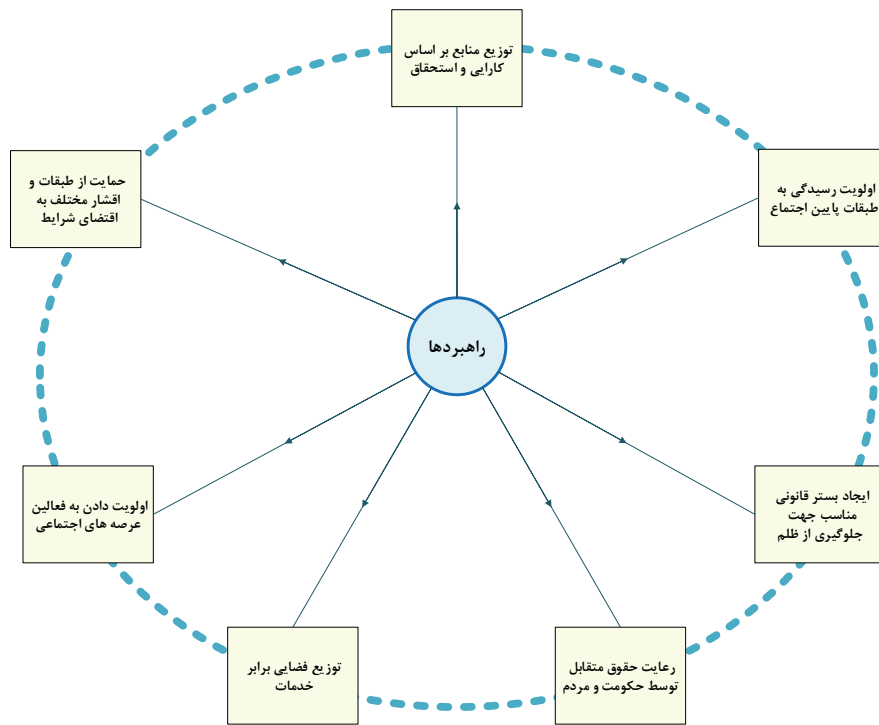 توزیع منابع بر اساس
کارایی و استحقاق
اولویت رسیدگی به
طبقات پایین اجتماع
حمایت از طبقات و
اقشار مختلف به
اقتضای شرایط
راهبردها
ایجاد بستر قانونی
مناسب جهت
جلوگیری از ظلم
اولویت دادن به فعالین
عرصه های اجتماعی
رعایت حقوق متقابل
توسط حکومت و مردم
توزیع فضایی برابر
خدمات